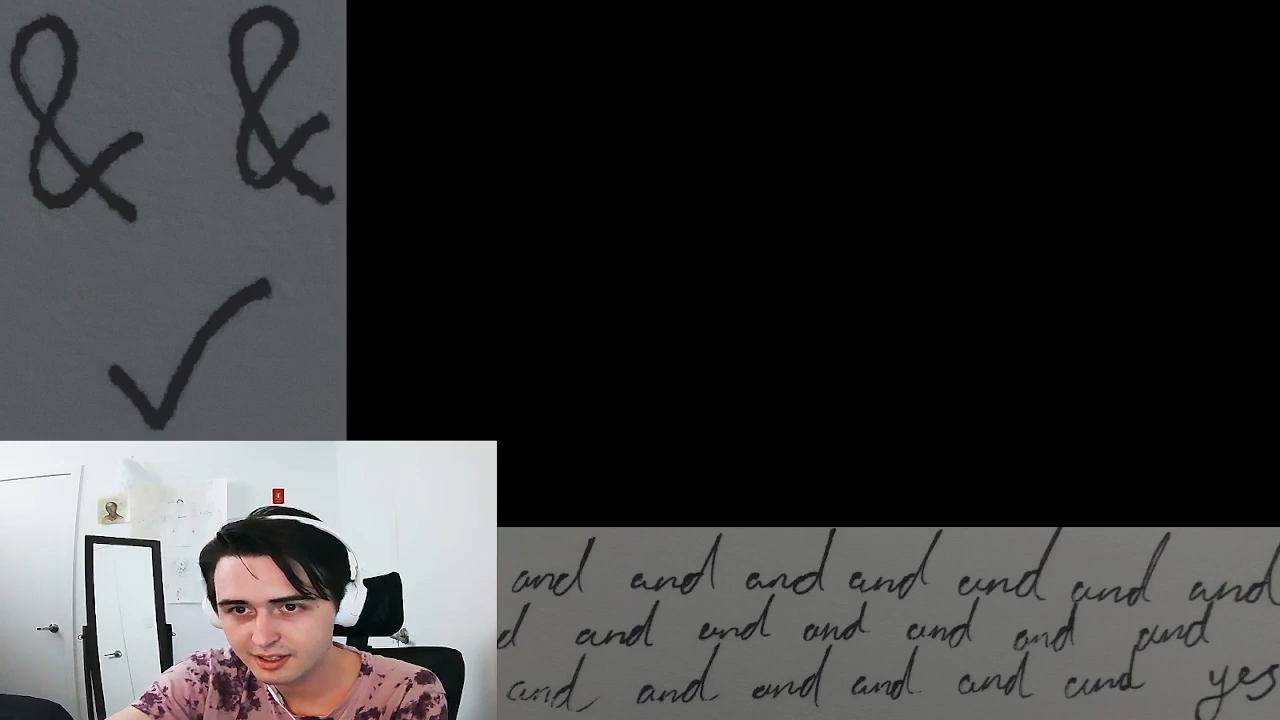 & &
✓
and and and and and and and
d and and and and and and
and and and and and and yes